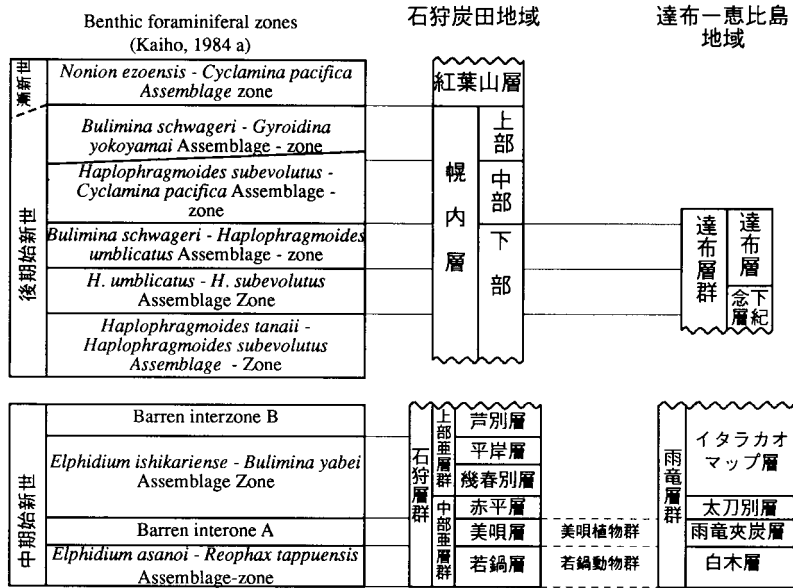 Benthic foraminiferal zones
(Kaiho, 1984 a)
石狩炭田地域
達布ー恵比島
地域
漸新世
後期始新世
Nonion ezoensis - Cyclamina pacifica
Assemblage zone
Bulimina schwageri - Gyroidina
yokoyamai Assemblage - zone
Haplophragmoides subevolutus -
Cyclamina pacifica Assemblage -
zone
Bulimina schwageri - Haplophragmoides
umblicatus Assemblage - zone
H. umblicatus - H. subevolutus
Assemblage Zone
Haplophragmoides tanaii -
Haplophragmoides subevolutus
Assemblage - Zone
紅葉山層
幌内層
上部
中部
下部
達布層群
達布層
下記念層
中期始新世
Barren interzone B
Elphidium ishikariense - Bulimina yabei
Assemblage Zone
Barren interone A
Elphidium asanoi - Reophax tappuensis
Assemblage-zone
石狩層群
上部亜層群
中部亜層群
芦別層
平岸層
幾春別層
赤平層
美唄層
若鍋層
美唄植物群
若鍋動物群
雨竜層群
イタラカオ
マップ層
太刀別層
雨竜夾炭層
白木層